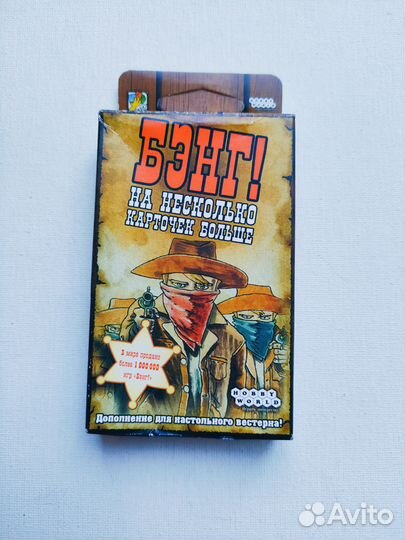 БЭНГ!
НА НЕСКОЛЬКО
КАРТОЧЕК БОЛЬШЕ
В мире продано
более 1 000 000
игр «Бэнг!»
HOBBY
WORLD
Дополнение для настольного вестерна!
Avito